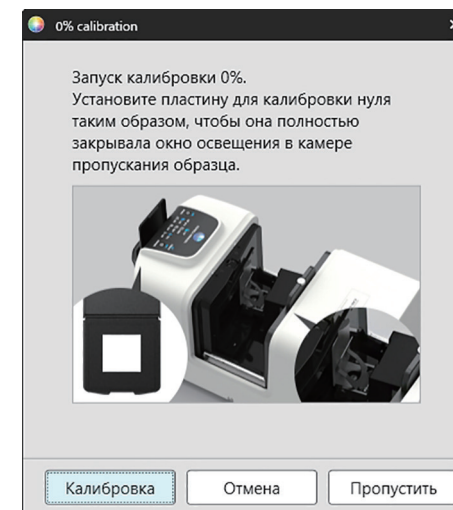 0% calibration
Запуск калибровки 0%.
Установите пластину для калибровки нуля
таким образом, чтобы она полностью
закрывала окно освещения в камере
пропускания образца.
Калибровка
Отмена
Пропустить